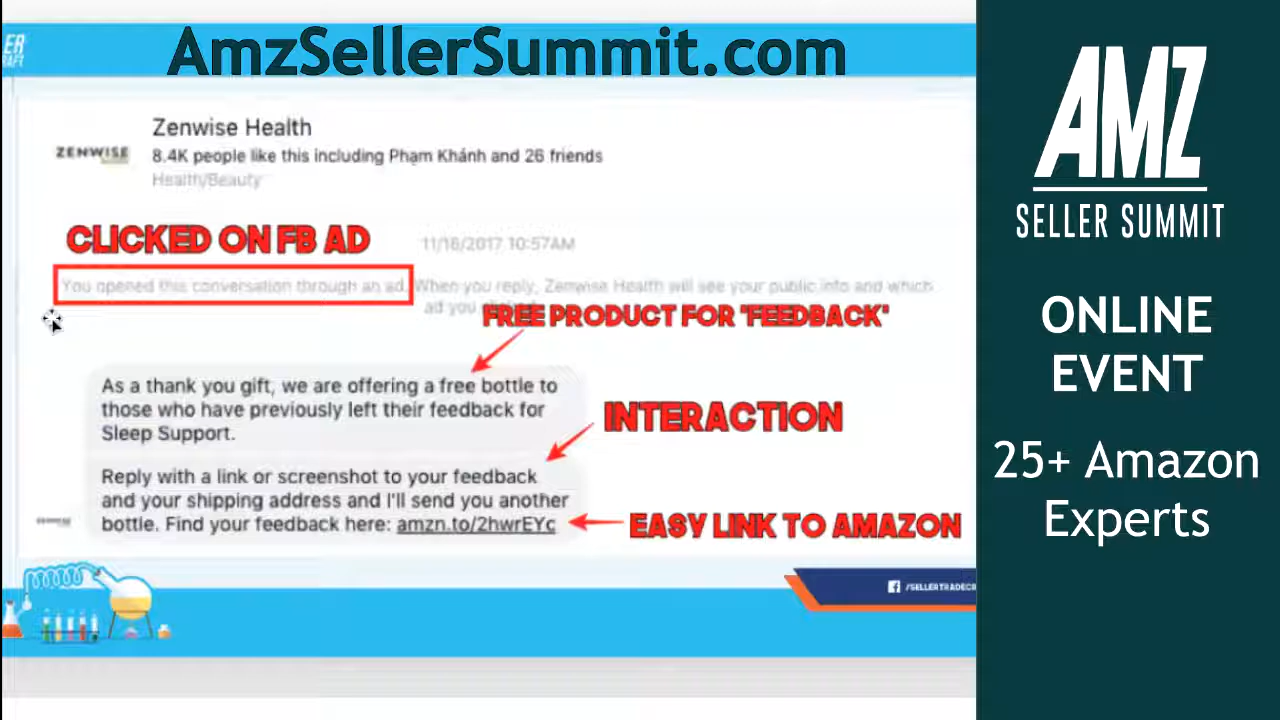 AmzSellerSummit.com
ER
RAFT
ZENWISE
Zenwise Health
8.4K people like this including Phạm Khánh and 26 friends
Health/Beauty
CLICKED ON FB AD
11/16/2017 10:57AM
You opened this conversation through an ad. When you reply, Zenwise Health will see your public info and which
ad you
FREE PRODUCT FOR "FEEDBACK"
As a thank you gift, we are offering a free bottle to
those who have previously left their feedback for
Sleep Support.
INTERACTION
Reply with a link or screenshot to your feedback
and your shipping address and I'll send you another
bottle. Find your feedback here: amzn.to/2hwrEYc
EASY LINK TO AMAZON
/SELLERTRADECR
AMZ
SELLER SUMMIT
ONLINE
EVENT
25+ Amazon
Experts